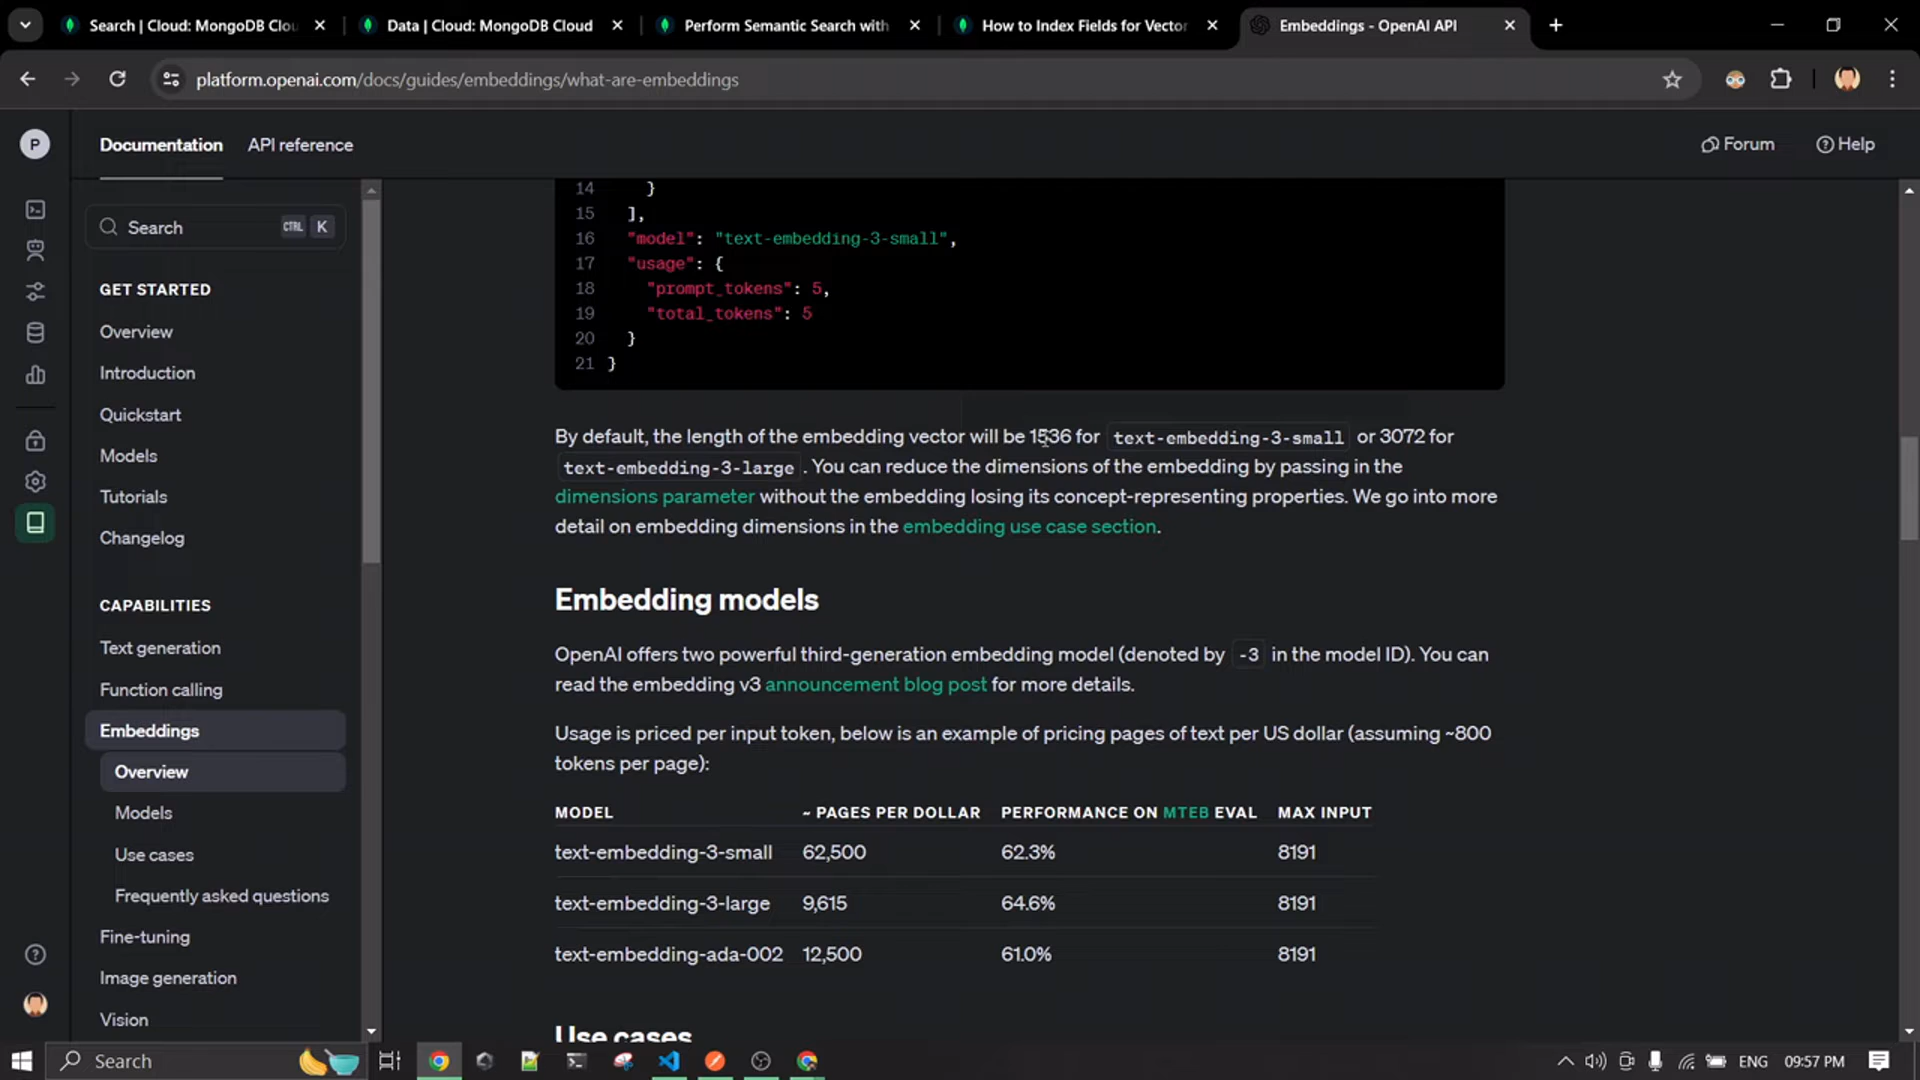 Search | Cloud: MongoDB Clou
Data | Cloud: MongoDB Cloud
Perform Semantic Search with
How to Index Fields for Vector
Embeddings - OpenAI API
platform.openai.com/docs/guides/embeddings/what-are-embeddings
P
Documentation
API reference
Forum
Help
Search
CTRL K
GET STARTED
Overview
Introduction
Quickstart
Models
Tutorials
Changelog
CAPABILITIES
Text generation
Function calling
Embeddings
Overview
Models
Use cases
Frequently asked questions
Fine-tuning
Image generation
Vision
14 }
15 ],
16 "model": "text-embedding-3-small",
17 "usage": {
18 "prompt_tokens": 5,
19 "total_tokens": 5
20 }
21 }
By default, the length of the embedding vector will be 1536 for text-embedding-3-small or 3072 for
text-embedding-3-large . You can reduce the dimensions of the embedding by passing in the
dimensions parameter without the embedding losing its concept-representing properties. We go into more
detail on embedding dimensions in the embedding use case section.
Embedding models
OpenAI offers two powerful third-generation embedding model (denoted by -3 in the model ID). You can
read the embedding v3 announcement blog post for more details.
Usage is priced per input token, below is an example of pricing pages of text per US dollar (assuming ~800
tokens per page):
MODEL ~ PAGES PER DOLLAR PERFORMANCE ON MTEB EVAL MAX INPUT
text-embedding-3-small 62,500 62.3% 8191
text-embedding-3-large 9,615 64.6% 8191
text-embedding-ada-002 12,500 61.0% 8191
Use cases
Search
ENG
09:57 PM